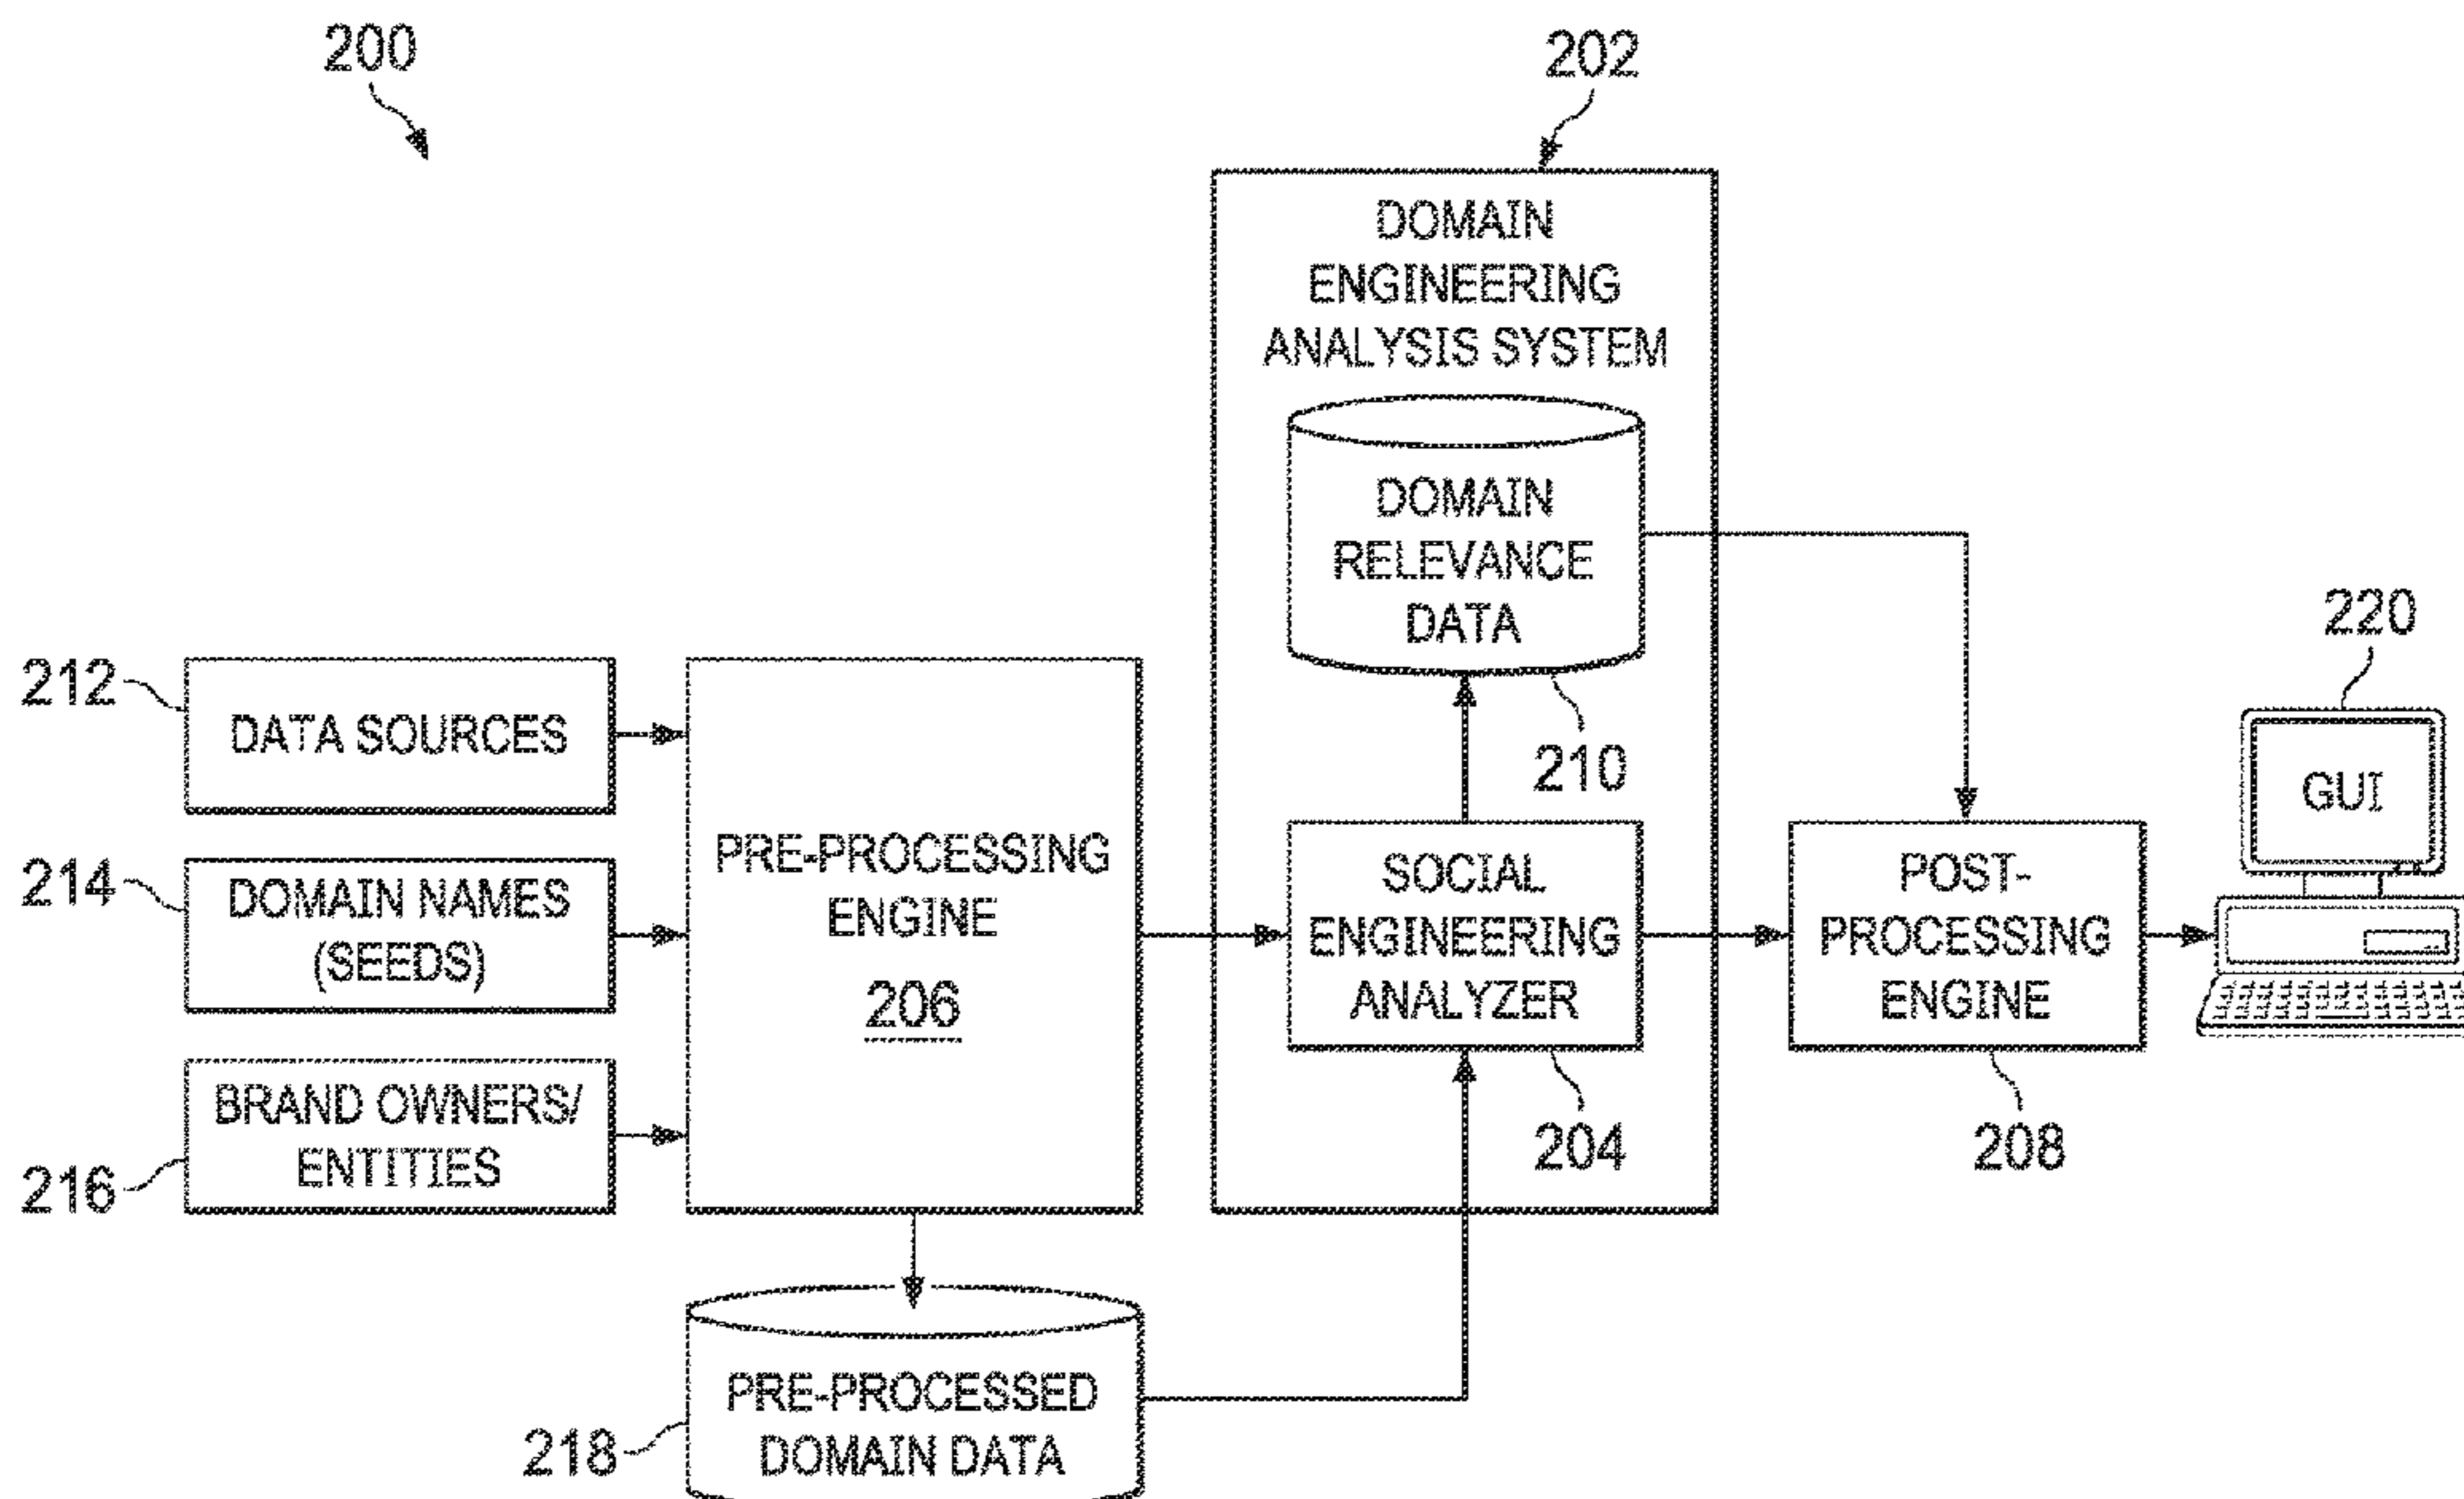 200
202
DOMAIN
ENGINEERING
ANALYSIS SYSTEM
DOMAIN
RELEVANCE
DATA
210
212
DATA SOURCES
214
DOMAIN NAMES
(SEEDS)
216
BRAND OWNERS/
ENTITIES
PRE-PROCESSING
ENGINE
206
SOCIAL
ENGINEERING
ANALYZER
204
POST-
PROCESSING
ENGINE
208
220
GUI
218
PRE-PROCESSED
DOMAIN DATA